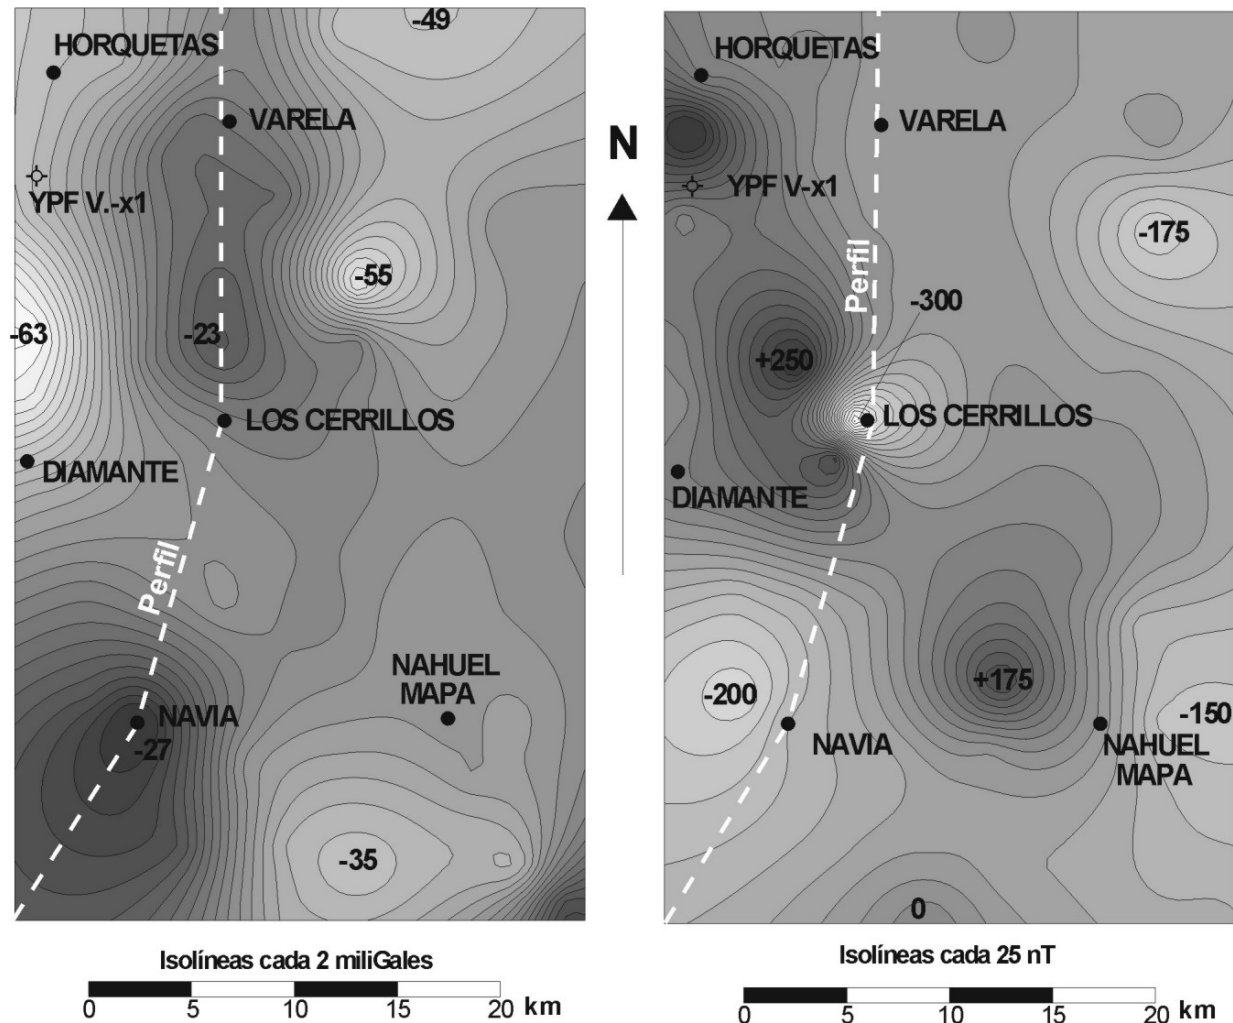 -49
HORQUETAS
VARELA
YPF V.-x1
-55
-63
-23
LOS CERRILLOS
DIAMANTE
Perfil
NAHUEL
MAPA
NAVIA
-27
-35
Isolíneas cada 2 miliGales
0 5 10 15 20 km
N
HORQUETAS
VARELA
YPF V.-x1
-175
Perfil
-300
+250
LOS CERRILLOS
DIAMANTE
+175
-200
-150
NAVIA
NAHUEL
MAPA
0
Isolíneas cada 25 nT
0 5 10 15 20 km